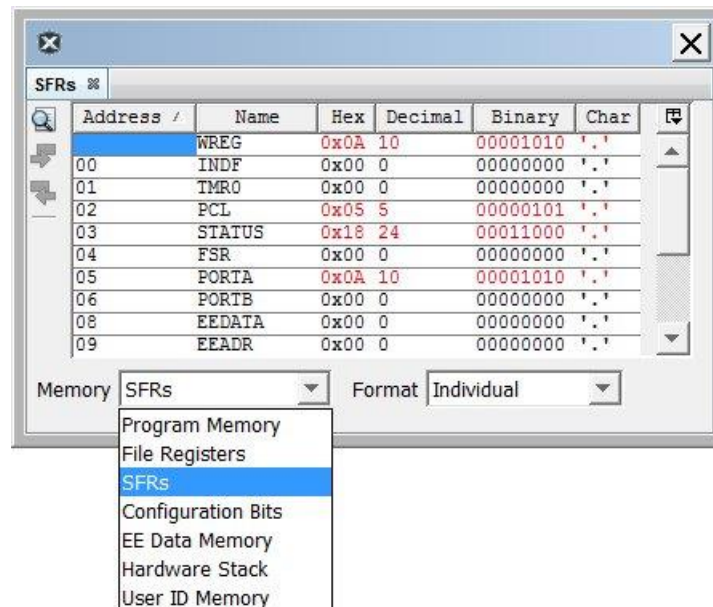 SFRs
Address / Name Hex Decimal Binary Char
WREG 0x0A 10 00001010 '.'
00 INDF 0x00 0 00000000 '.'
01 TMR0 0x00 0 00000000 '.'
02 PCL 0x05 5 00000101 '.'
03 STATUS 0x18 24 00011000 '.'
04 FSR 0x00 0 00000000 '.'
05 PORTA 0x0A 10 00001010 '.'
06 PORTB 0x00 0 00000000 '.'
08 EEDATA 0x00 0 00000000 '.'
09 EEADR 0x00 0 00000000 '.'
Memory SFRs Format Individual
Program Memory
File Registers
SFRs
Configuration Bits
EE Data Memory
Hardware Stack
User ID Memory